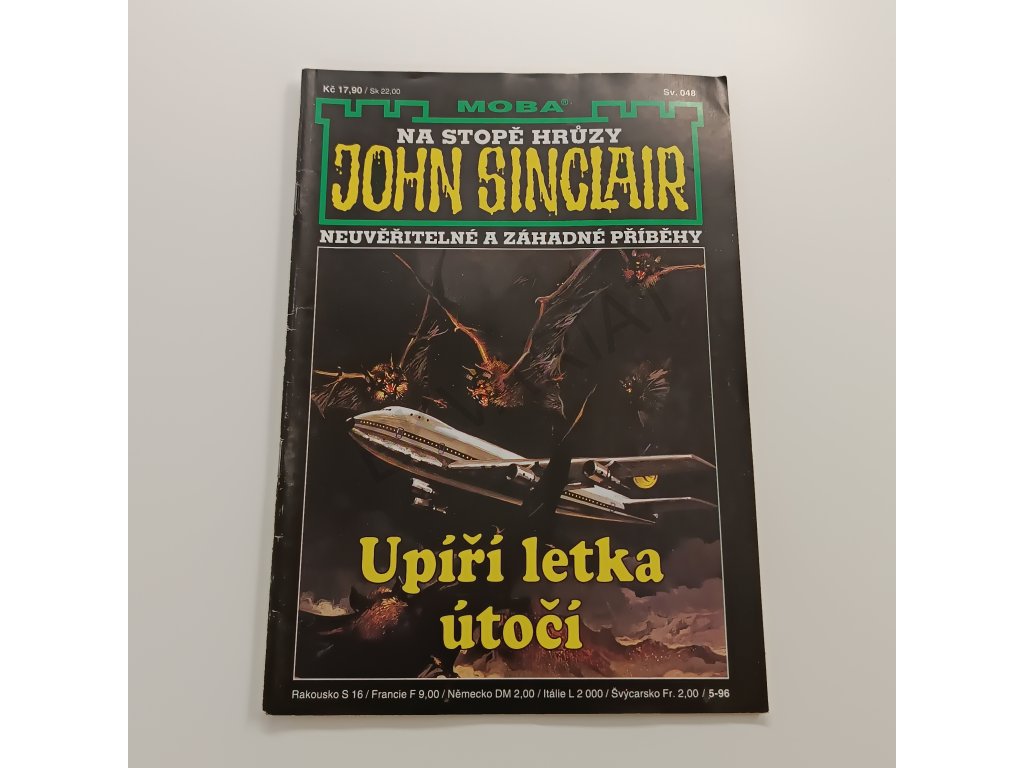 Kč 17,90 / Sk 22,00
Sv. 048
MOBA®
NA STOPĚ HRŮZY
JOHN SINCLAIR
NEUVĚŘITELNÉ A ZÁHADNÉ PŘÍBĚHY
Upíří letka
útočí
Rakousko S 16 / Francie F 9,00 / Německo DM 2,00 / Itálie L 2 000 / Švýcarsko Fr. 2,00 / 5-96